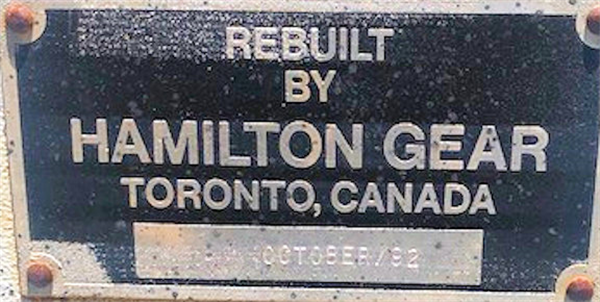 REBUILT
BY
HAMILTON GEAR
TORONTO, CANADA
OCTOBER/92